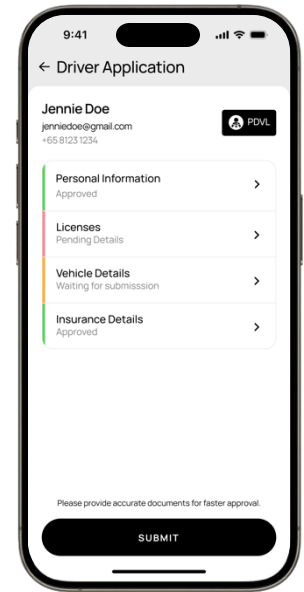 9:41
Driver Application
Jennie Doe
jenniedoe@gmail.com
PDVL
+65 8123 1234
Personal Information
Approved
Licenses
Pending Details
Vehicle Details
Waiting for submisssion
Insurance Details
Approved
Please provide accurate documents for faster approval.
SUBMIT